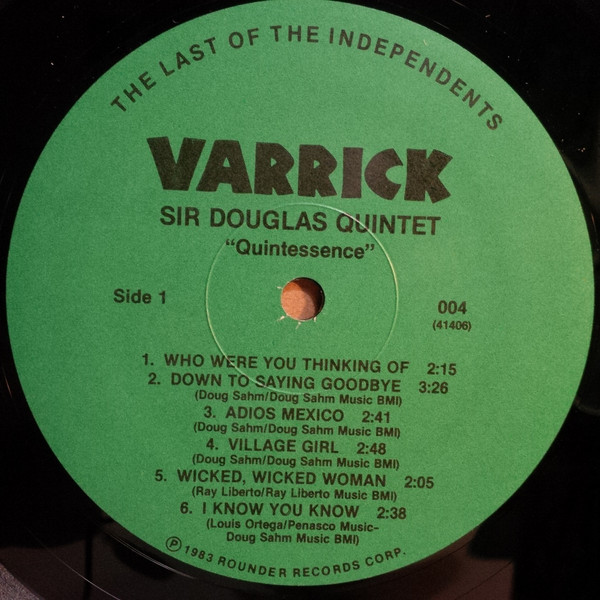 THE LAST OF THE INDEPENDENTS
VARRICK
SIR DOUGLAS QUINTET
"Quintessence"
Side 1
004
(41406)
1. WHO WERE YOU THINKING OF 2:15
2. DOWN TO SAYING GOODBYE 3:26
(Doug Sahm/Doug Sahm Music BMI)
3. ADIOS MEXICO 2:41
(Doug Sahm/Doug Sahm Music BMI)
4. VILLAGE GIRL 2:48
(Doug Sahm/Doug Sahm Music BMI)
5. WICKED, WICKED WOMAN 2:05
(Ray Liberto/Ray Liberto Music BMI)
6. I KNOW YOU KNOW 2:38
(Louis Ortega/Penasco Music-
Doug Sahm Music BMI)
℗ 1983 ROUNDER RECORDS CORP.